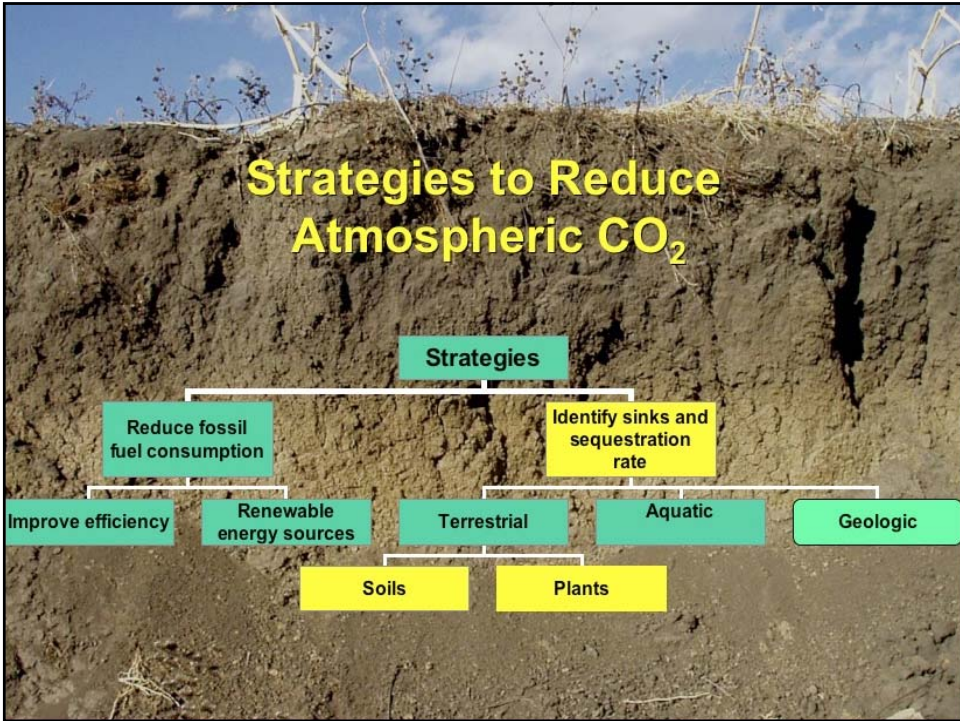 Strategies to Reduce
Atmospheric CO₂
Strategies
Reduce fossil
fuel consumption
Identify sinks and
sequestration
rate
Improve efficiency
Renewable
energy sources
Terrestrial
Aquatic
Geologic
Soils
Plants